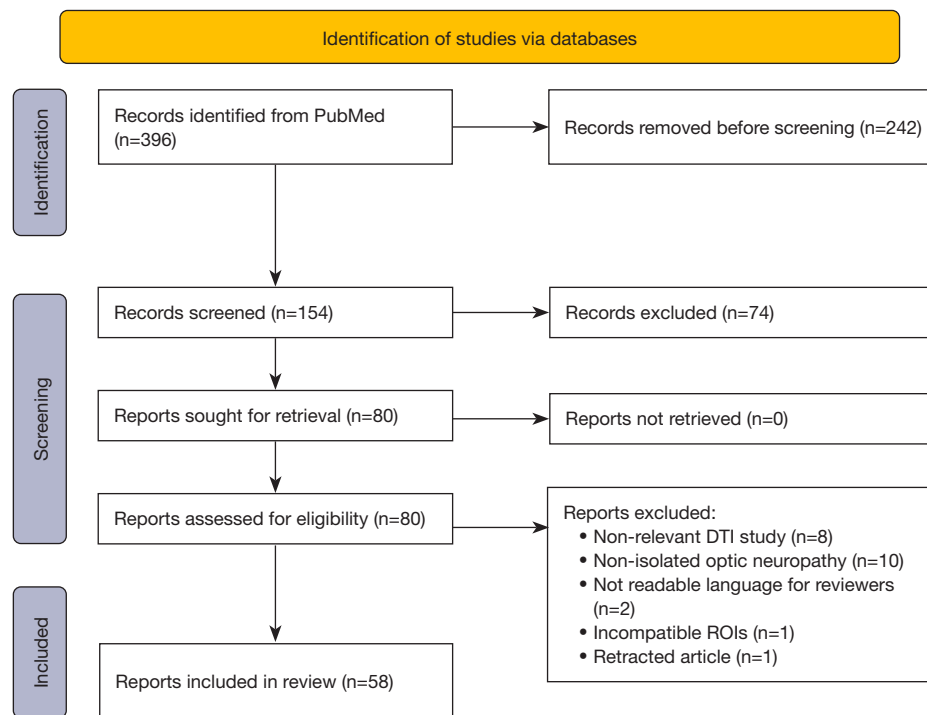 Identification of studies via databases
Identification
Records identified from PubMed
(n=396)
Records removed before screening (n=242)
Screening
Records screened (n=154)
Records excluded (n=74)
Reports sought for retrieval (n=80)
Reports not retrieved (n=0)
Reports assessed for eligibility (n=80)
Reports excluded:
• Non-relevant DTI study (n=8)
• Non-isolated optic neuropathy (n=10)
• Not readable language for reviewers
(n=2)
• Incompatible ROIs (n=1)
• Retracted article (n=1)
Included
Reports included in review (n=58)